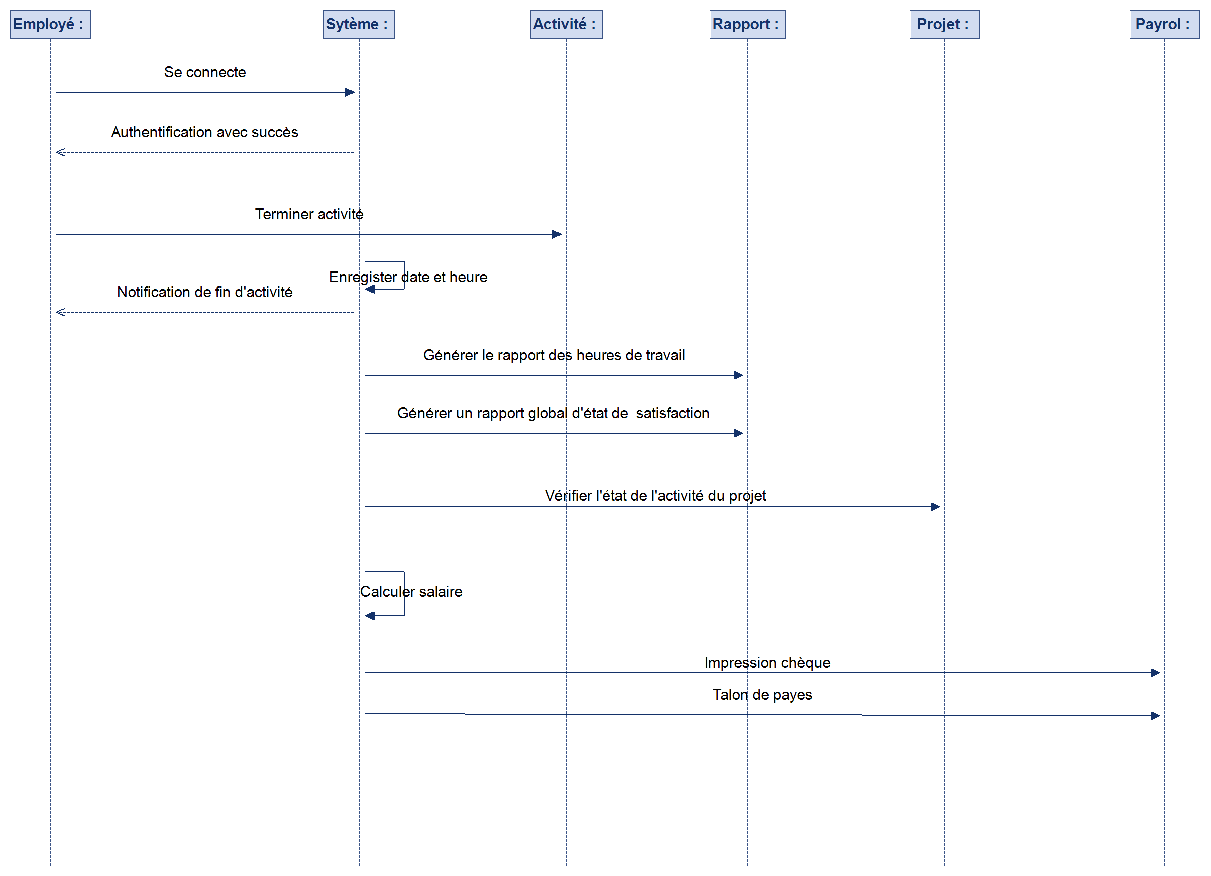 Employé :
Sytème :
Activité :
Rapport :
Projet :
Payrol :
Se connecte
Authentification avec succès
Terminer activité
Enregister date et heure
Notification de fin d'activité
Générer le rapport des heures de travail
Générer un rapport global d'état de  satisfaction
Vérifier l'état de l'activité du projet
Calculer salaire
Impression chèque
Talon de payes